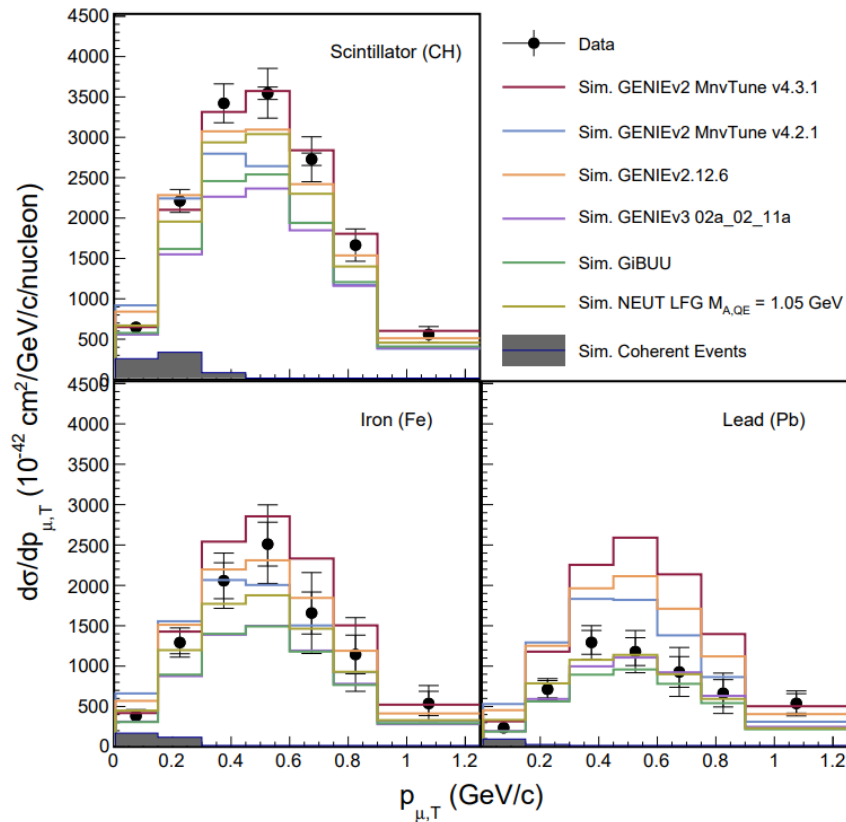 Scintillator (CH)
4500
4000
3500
3000
2500
2000
1500
1000
500
0
Data
Sim. GENIEv2 MnvTune v4.3.1
Sim. GENIEv2 MnvTune v4.2.1
Sim. GENIEv2.12.6
Sim. GENIEv3 02a_02_11a
Sim. GiBUU
Sim. NEUT LFG M_A,QE = 1.05 GeV
Sim. Coherent Events
dσ/dp_μ,T (10^-42 cm^2/GeV/c/nucleon)
Iron (Fe)
4500
4000
3500
3000
2500
2000
1500
1000
500
0
0 0.2 0.4 0.6 0.8 1 1.2
Lead (Pb)
0.2 0.4 0.6 0.8 1 1.2
p_μ,T (GeV/c)